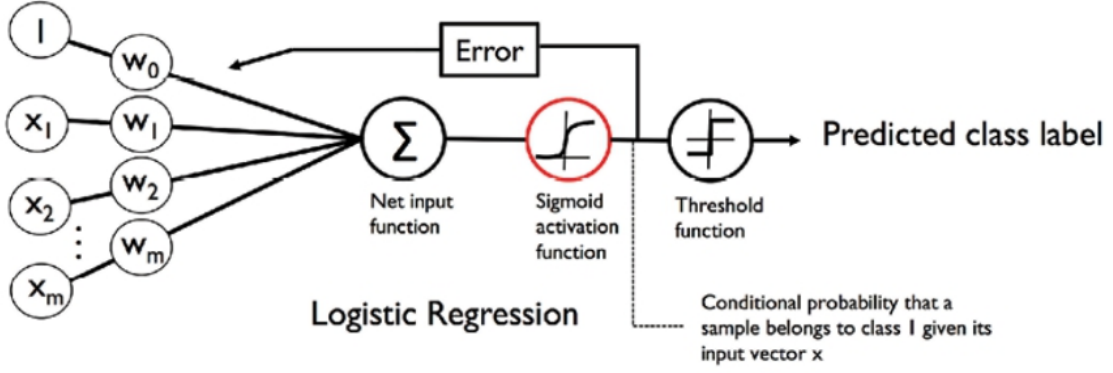 1
w₀
Error
x₁
w₁
Σ
Predicted class label
x₂
w₂
Net input
function
Sigmoid
activation
function
Threshold
function
⋮
xₘ
wₘ
Logistic Regression
Conditional probability that a
sample belongs to class 1 given its
input vector x